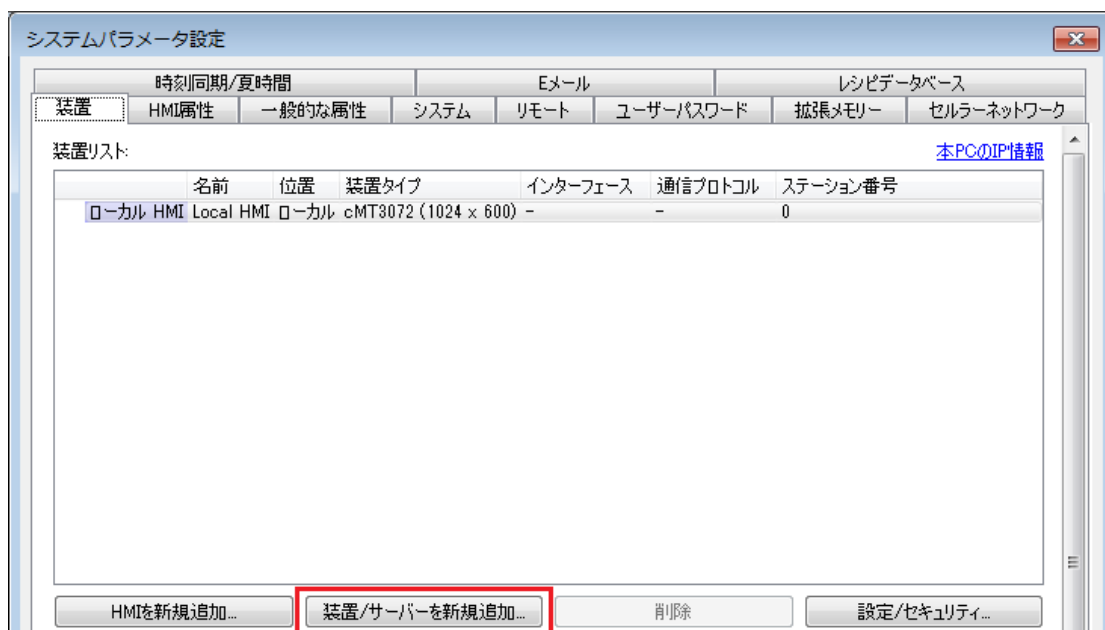 システムパラメータ設定
時刻同期/夏時間 Eメール レシピデータベース
装置 HMI属性 一般的な属性 システム リモート ユーザーパスワード 拡張メモリー セルラーネットワーク
装置リスト: 本PCのIP情報
名前 位置 装置タイプ インターフェース 通信プロトコル ステーション番号
ローカル HMI Local HMI ローカル cMT3072 (1024 x 600) - - 0
HMIを新規追加... 装置/サーバーを新規追加... 削除 設定/セキュリティ...